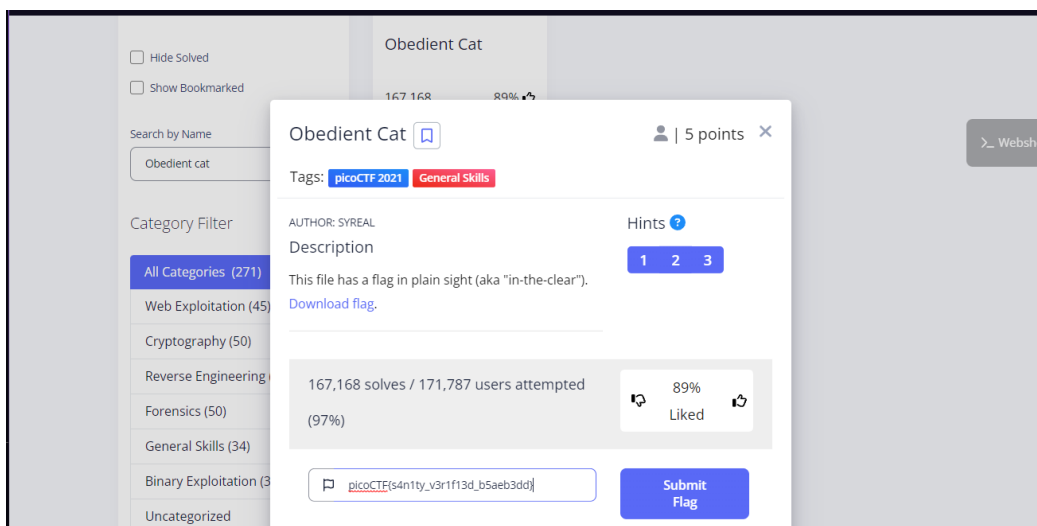 Hide Solved
Show Bookmarked
Search by Name
Obedient cat
Category Filter
All Categories (271)
Web Exploitation (45)
Cryptography (50)
Reverse Engineering
Forensics (50)
General Skills (34)
Binary Exploitation (3
Uncategorized
Obedient Cat
167,168 89%
>_ Websh
Obedient Cat
| 5 points ×
Tags: picoCTF 2021 General Skills
AUTHOR: SYREAL
Description
This file has a flag in plain sight (aka "in-the-clear").
Download flag.
Hints ?
1 2 3
167,168 solves / 171,787 users attempted
(97%)
89%
Liked
picoCTF{s4n1ty_v3r1f13d_b5aeb3dd}
Submit
Flag